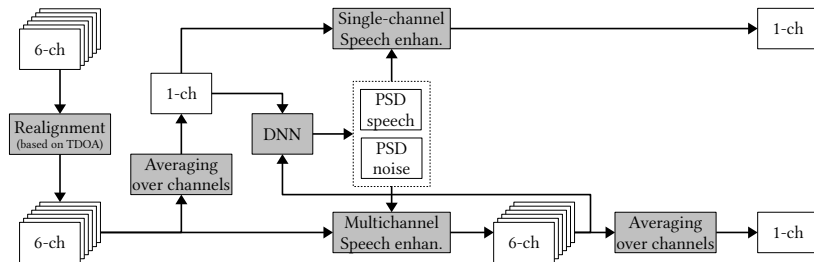 6-ch
Single-channel
Speech enhan.
1-ch
1-ch
PSD
speech
Realignment
(based on TDOA)
DNN
PSD
noise
Averaging
over channels
6-ch
Multichannel
Speech enhan.
6-ch
Averaging
over channels
1-ch